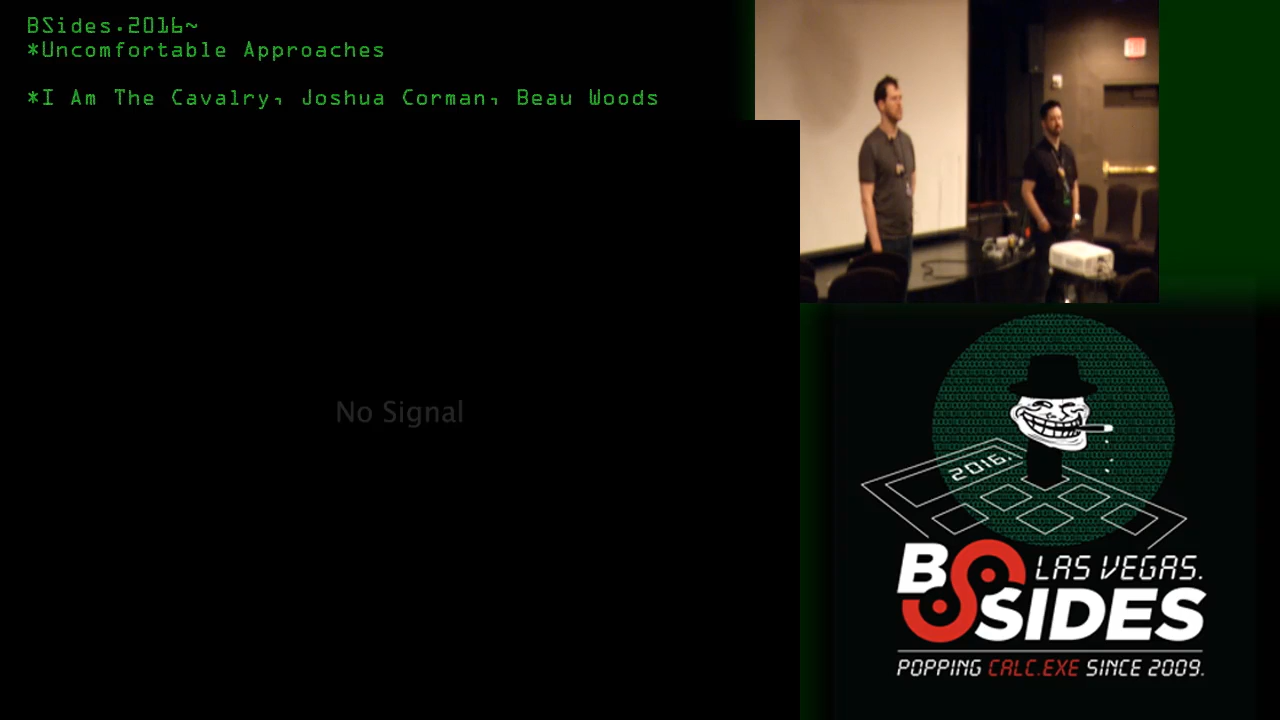 BSides.2016~
*Uncomfortable Approaches
*I Am The Cavalry, Joshua Corman, Beau Woods
No Signal
2016.
BSIDES
LAS VEGAS.
POPPING CALC.EXE SINCE 2009.